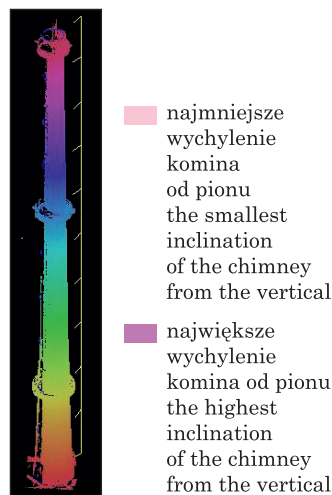 najmniejsze
wychylenie
komina
od pionu
the smallest
inclination
of the chimney
from the vertical
największe
wychylenie
komina od pionu
the highest
inclination
of the chimney
from the vertical